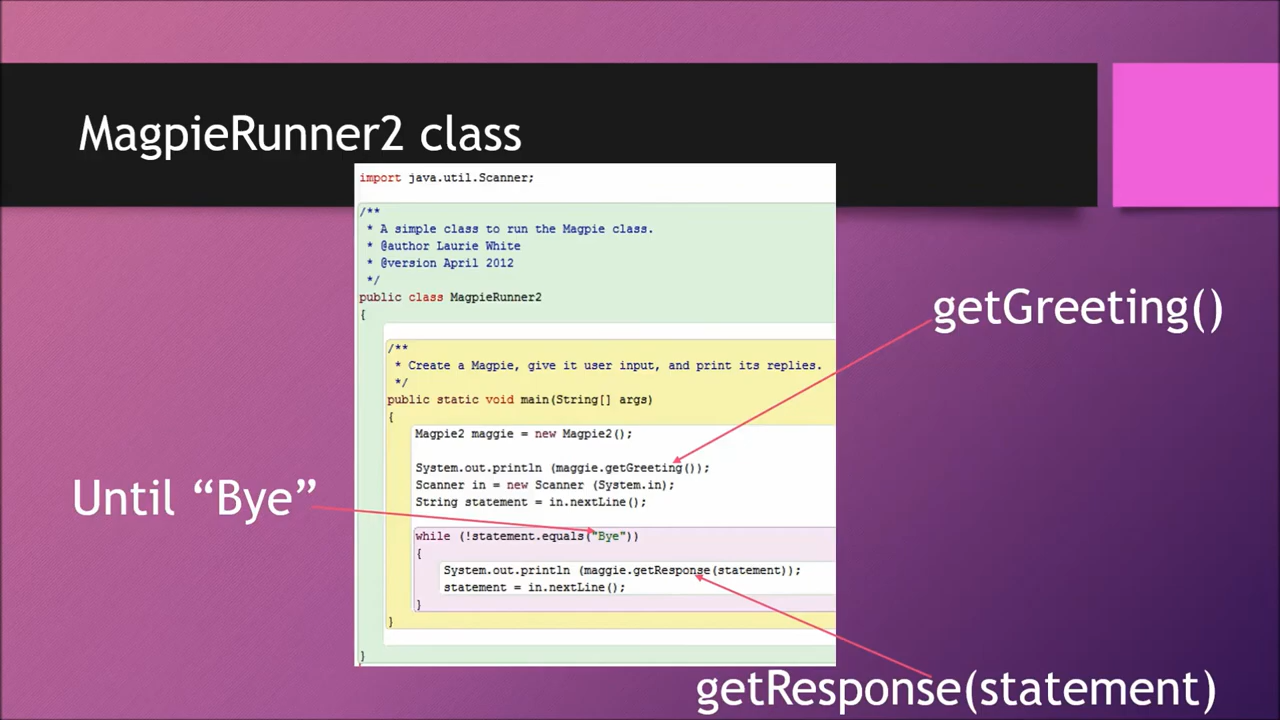 MagpieRunner2 class
import java.util.Scanner;
/**
* A simple class to run the Magpie class.
* @author Laurie White
* @version April 2012
*/
public class MagpieRunner2
{
/**
* Create a Magpie, give it user input, and print its replies.
*/
public static void main(String[] args)
{
Magpie2 maggie = new Magpie2();
System.out.println (maggie.getGreeting());
Scanner in = new Scanner (System.in);
String statement = in.nextLine();
while (!statement.equals("Bye"))
{
System.out.println (maggie.getResponse(statement));
statement = in.nextLine();
}
}
}
getGreeting()
Until “Bye”
getResponse(statement)